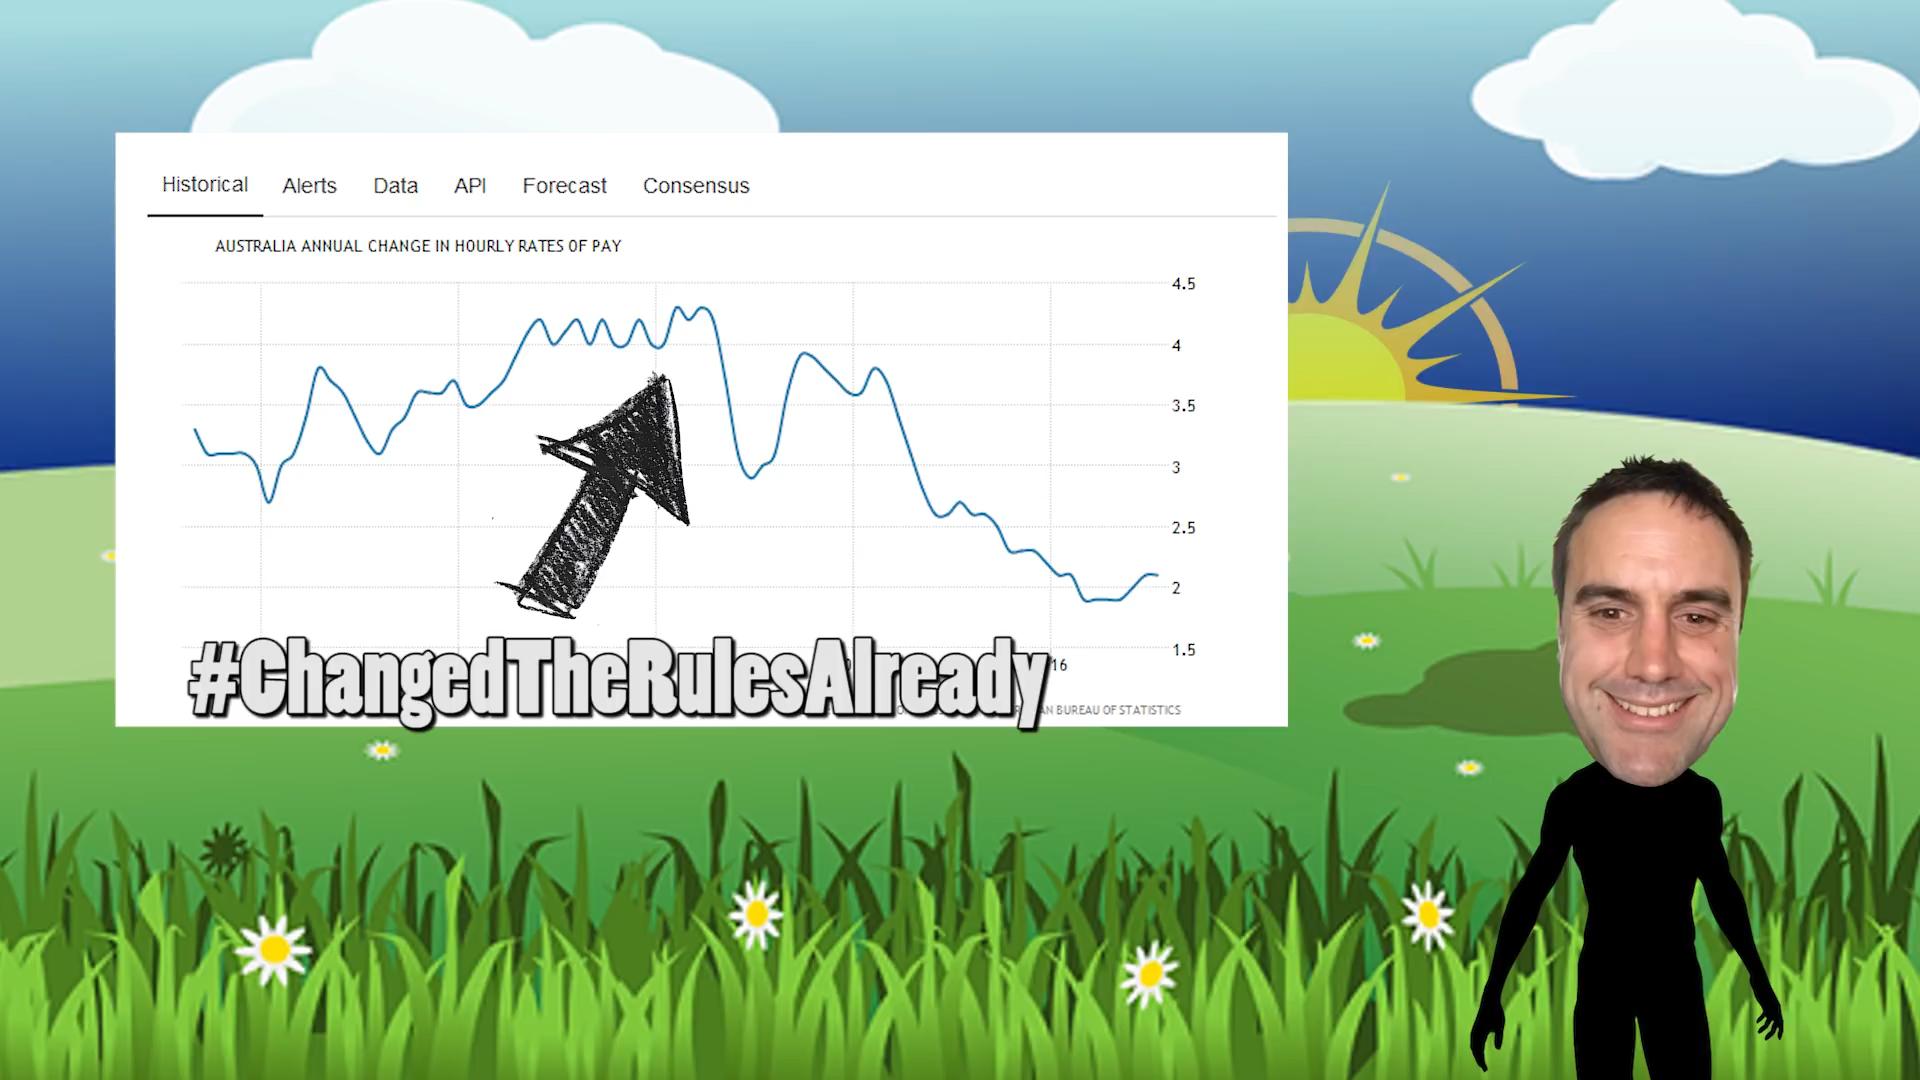 Historical Alerts Data API Forecast Consensus
AUSTRALIA ANNUAL CHANGE IN HOURLY RATES OF PAY
4.5
4
3.5
3
2.5
2
1.5
16
#ChangedTheRulesAlready
BUREAU OF STATISTICS